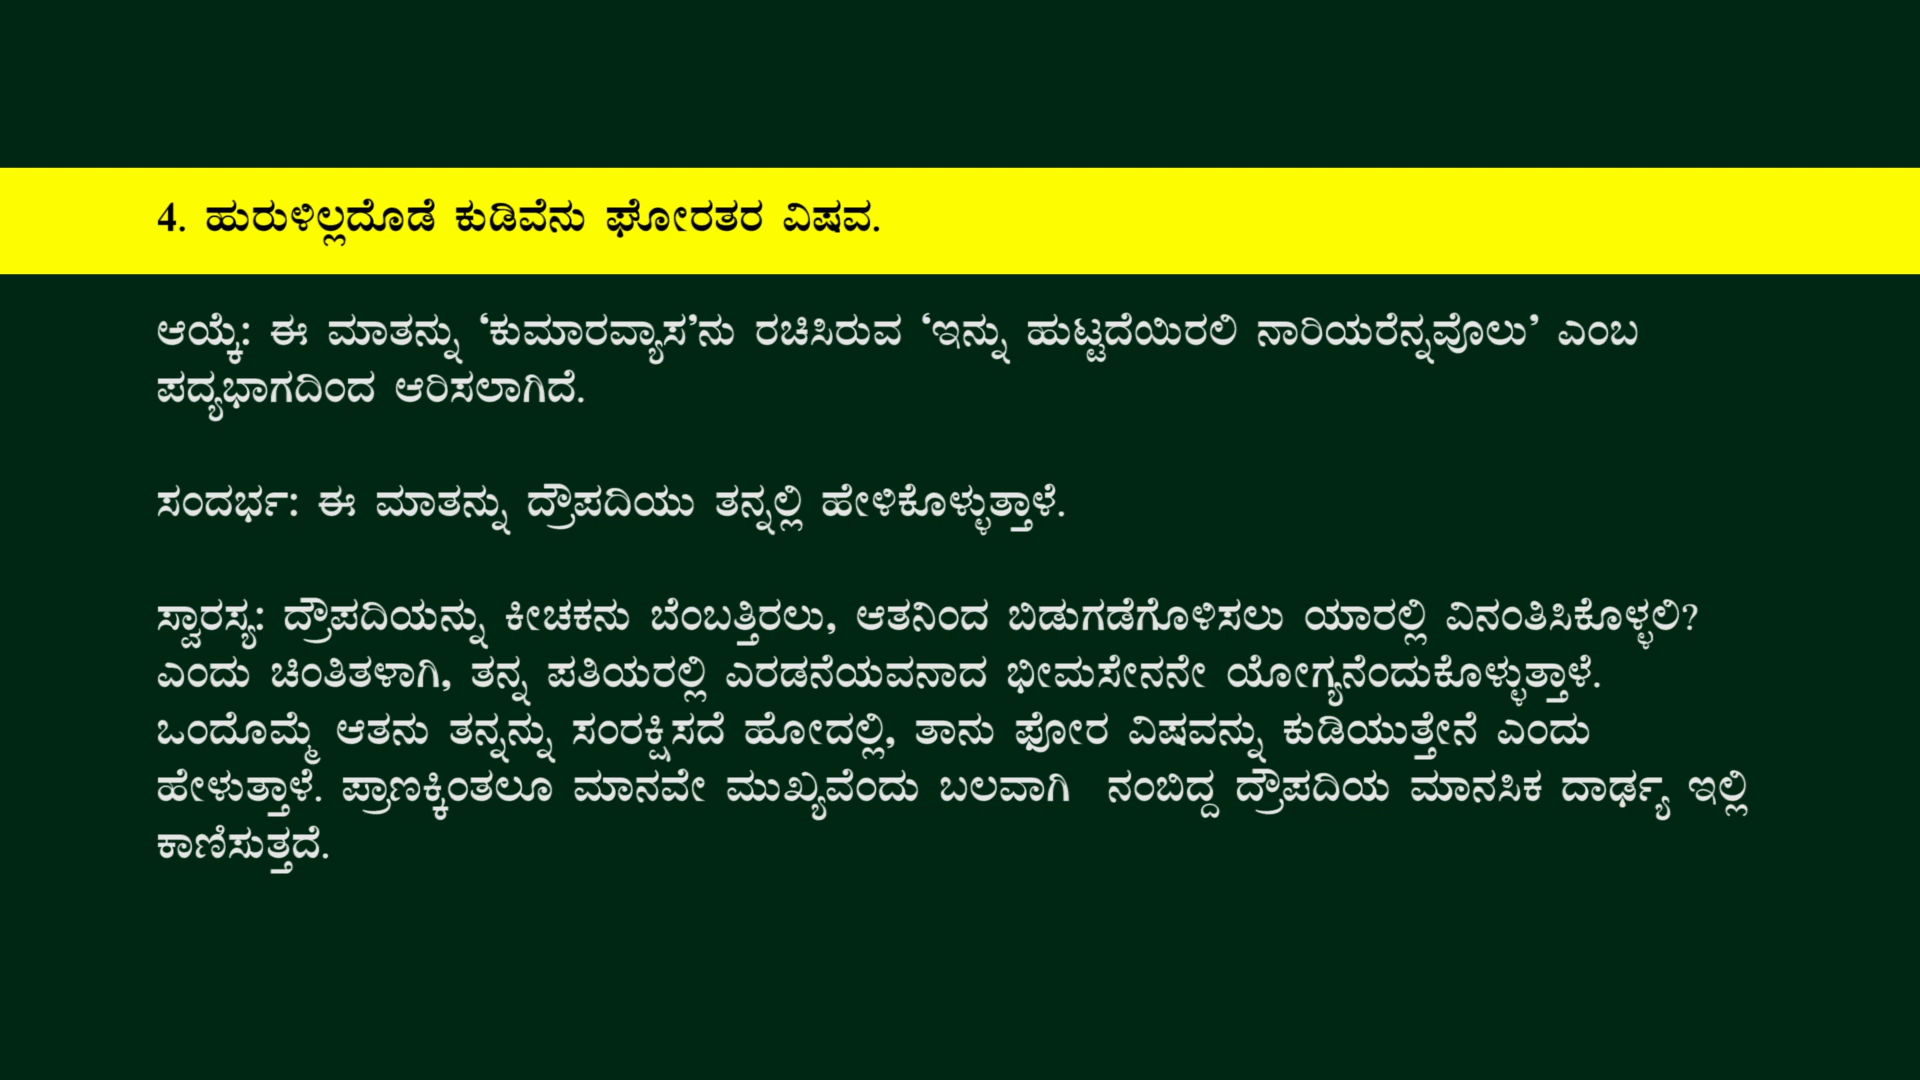 4. ಹುರುಳಿಲ್ಲದೊಡೆ ಕುಡಿವೆನು ಘೋರತರ ವಿಷವ.
ಆಯ್ಕೆ: ಈ ಮಾತನ್ನು ‘ಕುಮಾರವ್ಯಾಸ’ನು ರಚಿಸಿರುವ ‘ಇನ್ನು ಹುಟ್ಟದೆಯಿರಲಿ ನಾರಿಯರೆನ್ನವೊಲು’ ಎಂಬ
ಪದ್ಯಭಾಗದಿಂದ ಆರಿಸಲಾಗಿದೆ.
ಸಂದರ್ಭ: ಈ ಮಾತನ್ನು ದ್ರೌಪದಿಯು ತನ್ನಲ್ಲಿ ಹೇಳಿಕೊಳ್ಳುತ್ತಾಳೆ.
ಸ್ವಾರಸ್ಯ: ದ್ರೌಪದಿಯನ್ನು ಕೀಚಕನು ಬೆಂಬತ್ತಿರಲು, ಆತನಿಂದ ಬಿಡುಗಡೆಗೊಳಿಸಲು ಯಾರಲ್ಲಿ ವಿನಂತಿಸಿಕೊಳ್ಳಲಿ?
ಎಂದು ಚಿಂತಿತಳಾಗಿ, ತನ್ನ ಪತಿಯರಲ್ಲಿ ಎರಡನೆಯವನಾದ ಭೀಮಸೇನನೇ ಯೋಗ್ಯನೆಂದುಕೊಳ್ಳುತ್ತಾಳೆ.
ಒಂದೊಮ್ಮೆ ಆತನು ತನ್ನನ್ನು ಸಂರಕ್ಷಿಸದೆ ಹೋದಲ್ಲಿ, ತಾನು ಘೋರ ವಿಷವನ್ನು ಕುಡಿಯುತ್ತೇನೆ ಎಂದು
ಹೇಳುತ್ತಾಳೆ. ಪ್ರಾಣಕ್ಕಿಂತಲೂ ಮಾನವೇ ಮುಖ್ಯವೆಂದು ಬಲವಾಗಿ ನಂಬಿದ್ದ ದ್ರೌಪದಿಯ ಮಾನಸಿಕ ದಾರ್ಢ್ಯ ಇಲ್ಲಿ
ಕಾಣಿಸುತ್ತದೆ.